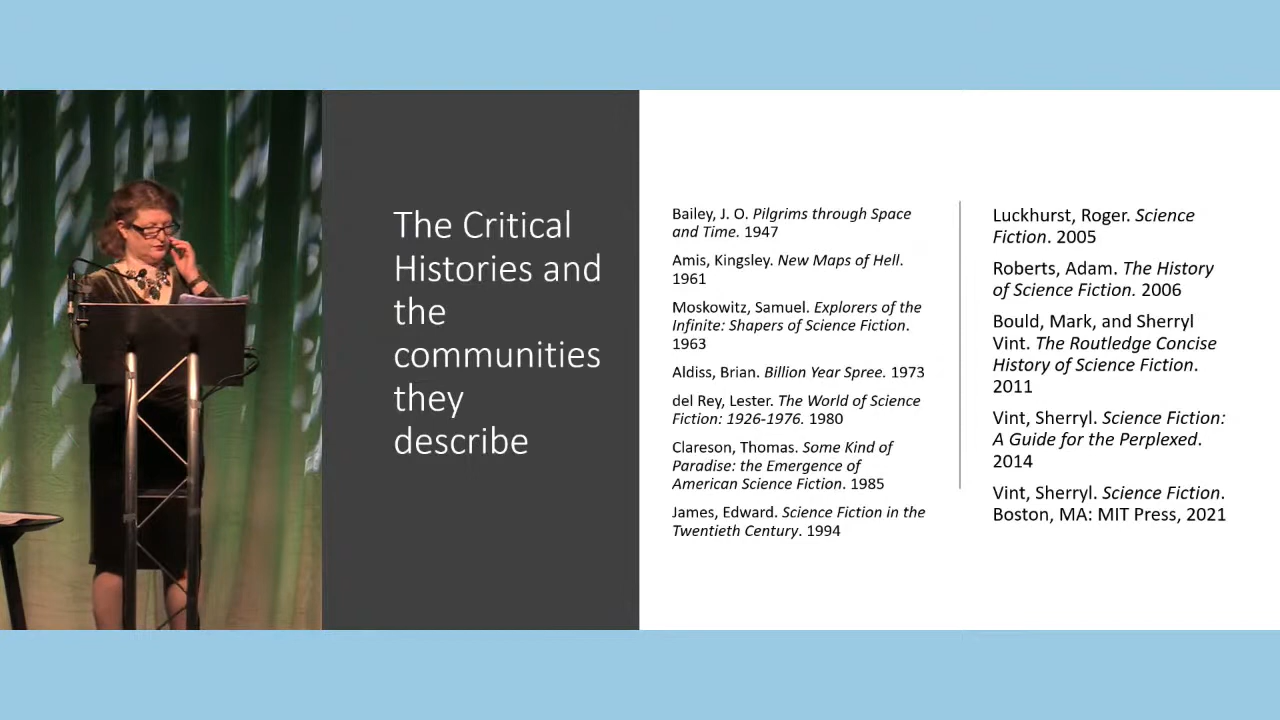 The Critical
Histories and
the
communities
they
describe
Bailey, J. O. Pilgrims through Space
and Time. 1947
Amis, Kingsley. New Maps of Hell.
1961
Moskowitz, Samuel. Explorers of the
Infinite: Shapers of Science Fiction.
1963
Aldiss, Brian. Billion Year Spree. 1973
del Rey, Lester. The World of Science
Fiction: 1926-1976. 1980
Clareson, Thomas. Some Kind of
Paradise: the Emergence of
American Science Fiction. 1985
James, Edward. Science Fiction in the
Twentieth Century. 1994
Luckhurst, Roger. Science
Fiction. 2005
Roberts, Adam. The History
of Science Fiction. 2006
Bould, Mark, and Sherryl
Vint. The Routledge Concise
History of Science Fiction.
2011
Vint, Sherryl. Science Fiction:
A Guide for the Perplexed.
2014
Vint, Sherryl. Science Fiction.
Boston, MA: MIT Press, 2021